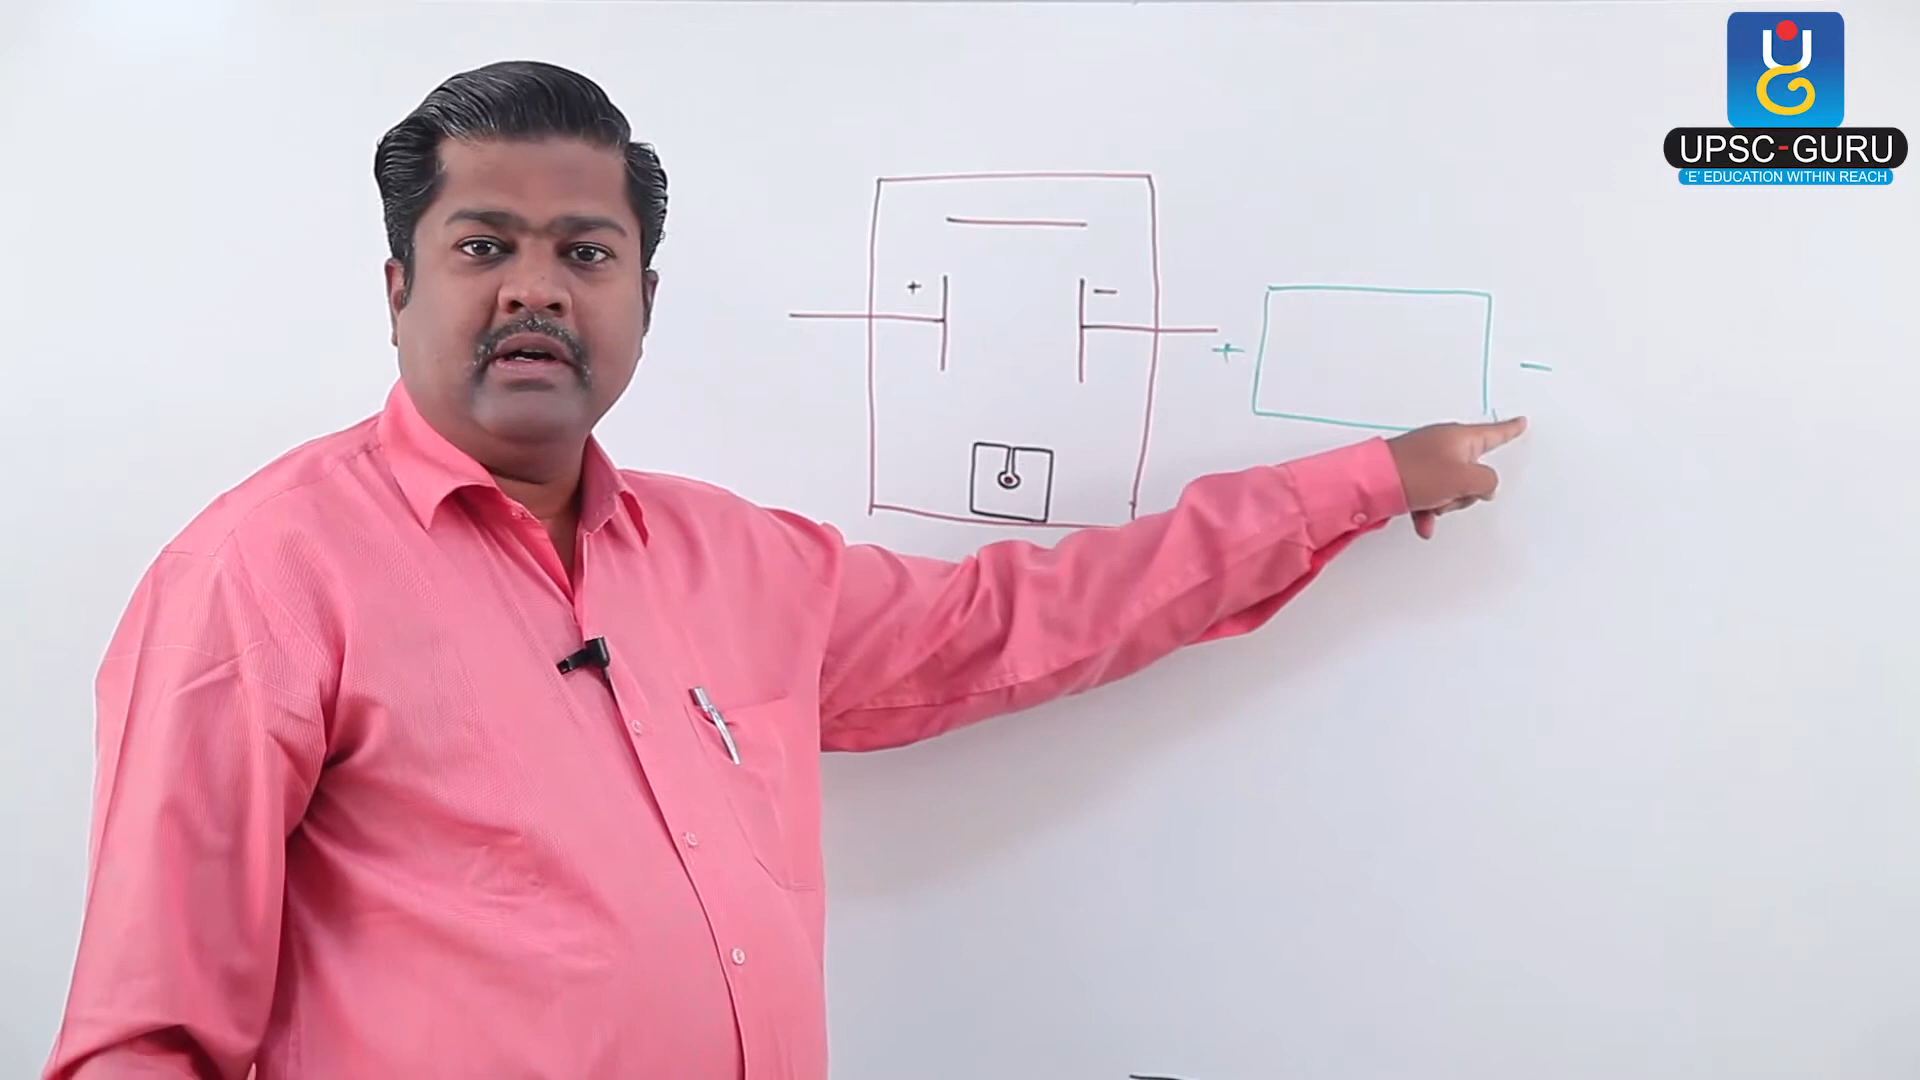 UPSC-GURU
'E' EDUCATION WITHIN REACH
+ −
+ −